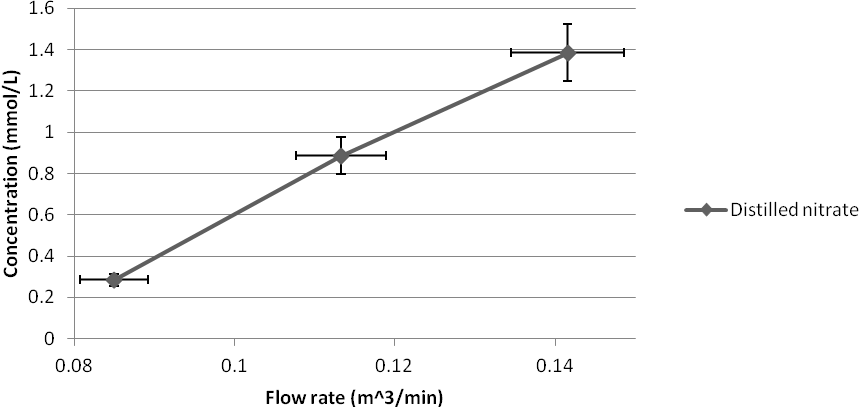 1.6
1.4
1.2
1
0.8
0.6
0.4
0.2
0
Concentration (mmol/L)
0.08 0.1 0.12 0.14
Flow rate (m^3/min)
Distilled nitrate